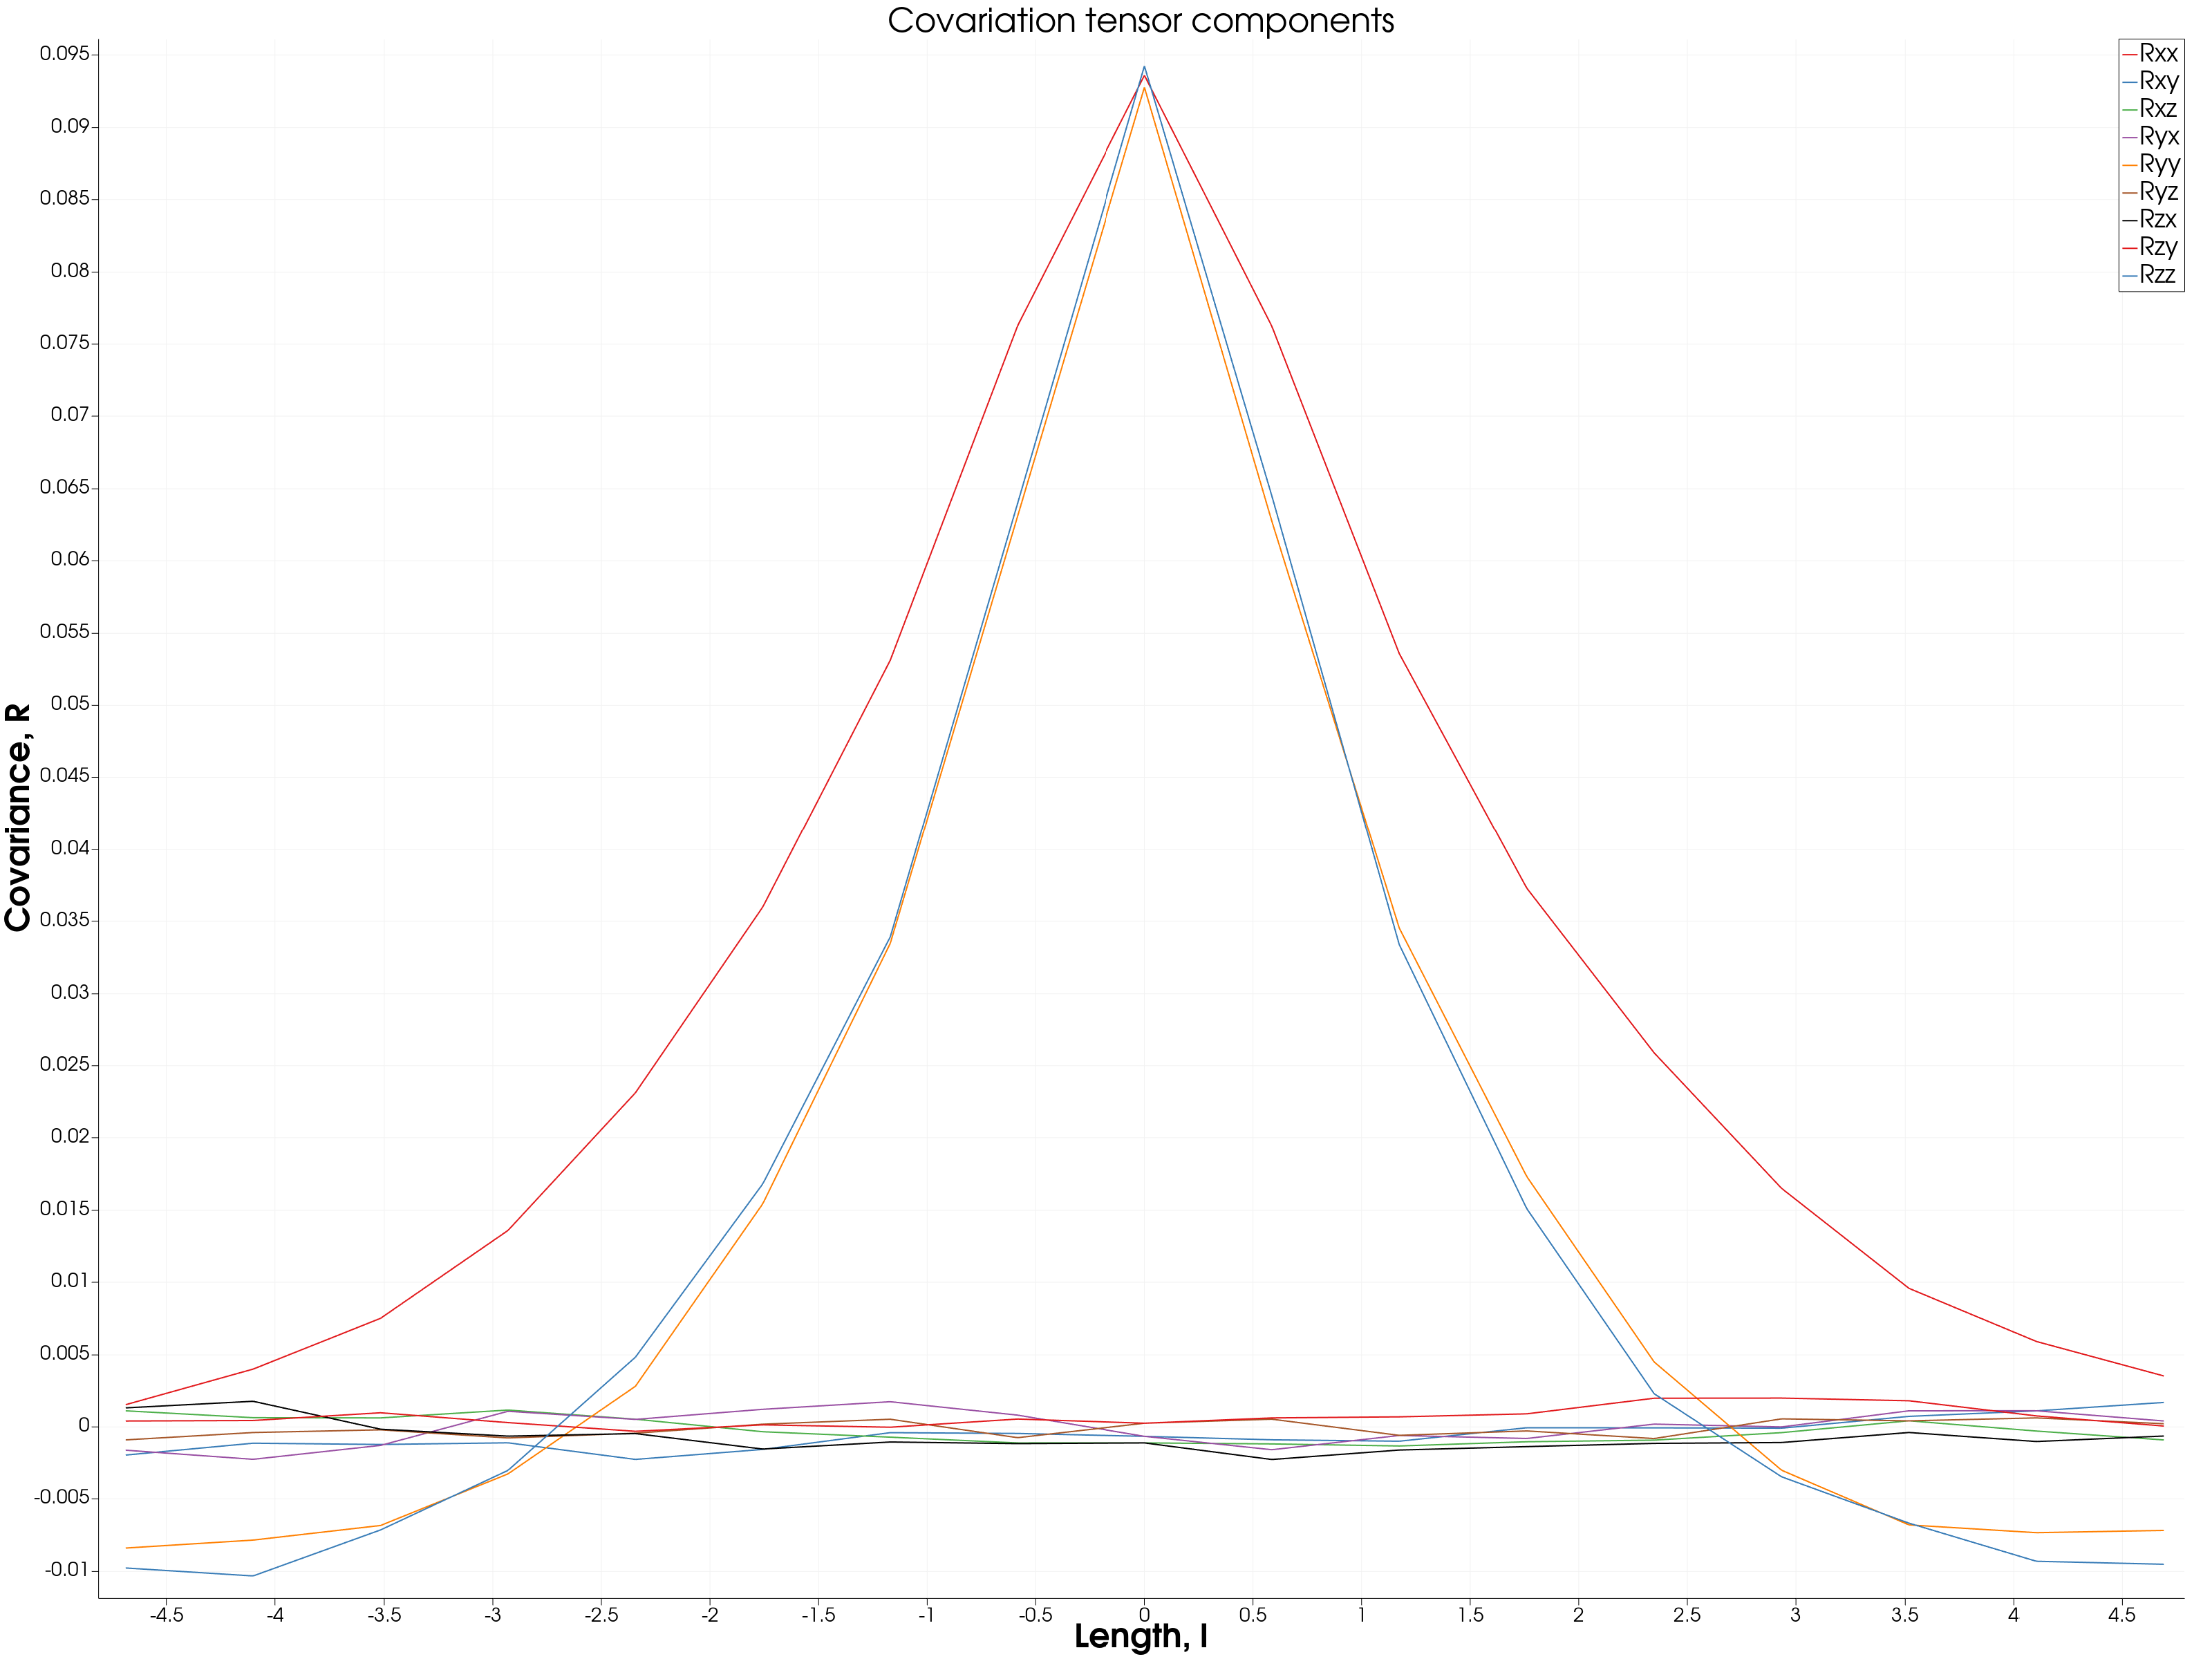 Covariation tensor components
0.095
0.09
0.085
0.08
0.075
0.07
0.065
0.06
0.055
0.05
0.045
0.04
0.035
0.03
0.025
0.02
0.015
0.01
0.005
0
-0.005
-0.01
Covariance, R
Rxx
Rxy
Rxz
Ryx
Ryy
Ryz
Rzx
Rzy
Rzz
-4.5 -4 -3.5 -3 -2.5 -2 -1.5 -1 -0.5 0 0.5 1 1.5 2 2.5 3 3.5 4 4.5
Length, l